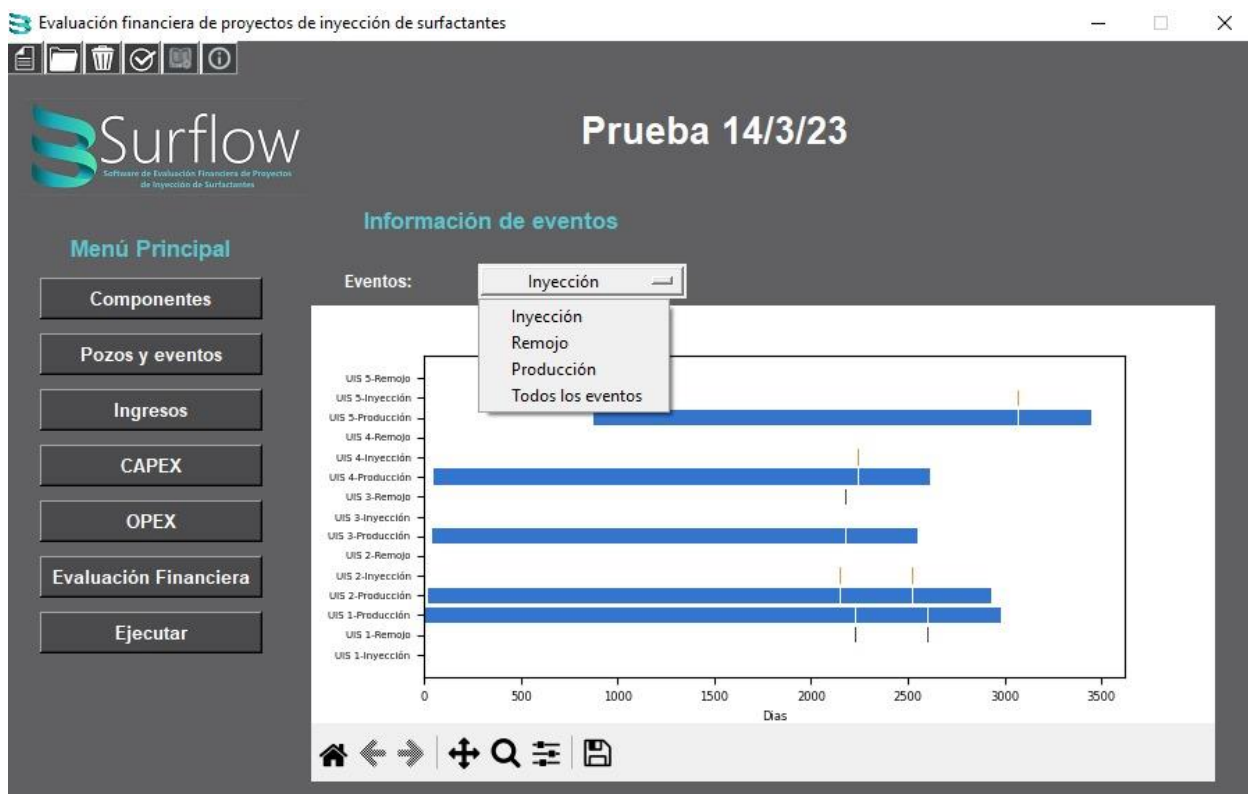 Evaluación financiera de proyectos de inyección de surfactantes
Surflow
Software de Evaluación Financiera de Proyectos
de Inyección de Surfactantes
Prueba 14/3/23
Menú Principal
Componentes
Pozos y eventos
Ingresos
CAPEX
OPEX
Evaluación Financiera
Ejecutar
Información de eventos
Eventos:
Inyección
Inyección
Remojo
Producción
Todos los eventos
UIS 5-Remojo
UIS 5-Inyección
UIS 5-Producción
UIS 4-Remojo
UIS 4-Inyección
UIS 4-Producción
UIS 3-Remojo
UIS 3-Inyección
UIS 3-Producción
UIS 2-Remojo
UIS 2-Inyección
UIS 2-Producción
UIS 1-Producción
UIS 1-Remojo
UIS 1-Inyección
0 500 1000 1500 2000 2500 3000 3500
Dias